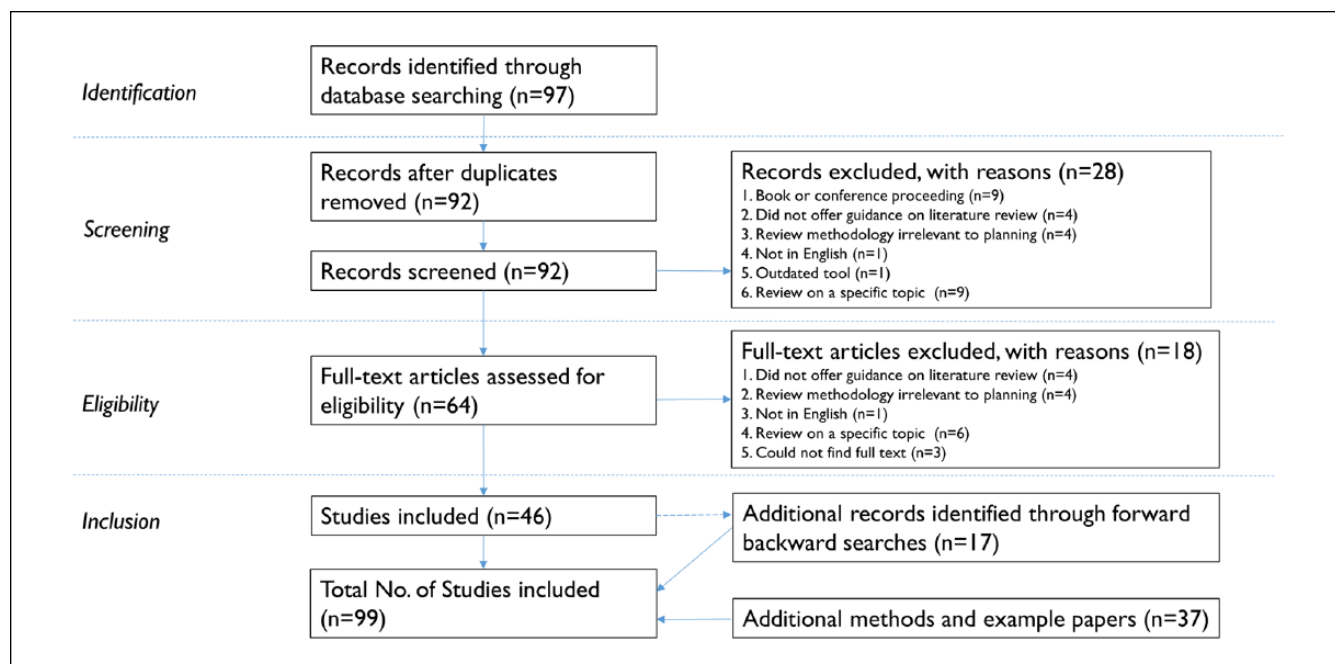 Identification
Records identified through
database searching (n=97)
Screening
Records after duplicates
removed (n=92)
Records screened (n=92)
Records excluded, with reasons (n=28)
1. Book or conference proceeding (n=9)
2. Did not offer guidance on literature review (n=4)
3. Review methodology irrelevant to planning (n=4)
4. Not in English (n=1)
5. Outdated tool (n=1)
6. Review on a specific topic (n=9)
Eligibility
Full-text articles assessed for
eligibility (n=64)
Full-text articles excluded, with reasons (n=18)
1. Did not offer guidance on literature review (n=4)
2. Review methodology irrelevant to planning (n=4)
3. Not in English (n=1)
4. Review on a specific topic (n=6)
5. Could not find full text (n=3)
Inclusion
Studies included (n=46)
Additional records identified through forward
backward searches (n=17)
Total No. of Studies included
(n=99)
Additional methods and example papers (n=37)